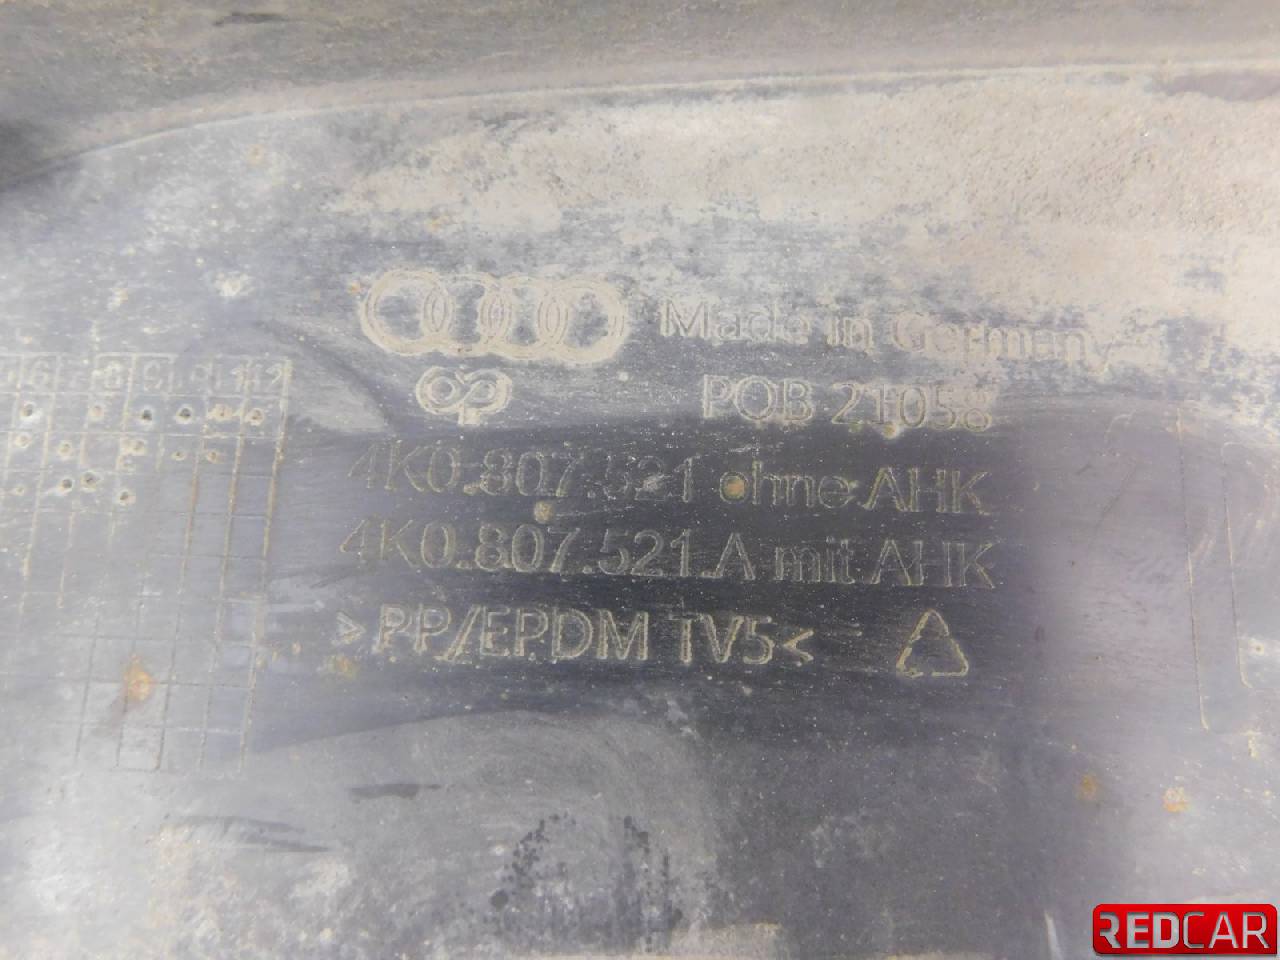 Made in Germany
op
POB 21058
4K0.807.521 ohne AHK
4K0.807.521.A mit AHK
>PP/EPDM TV5<
REDCAR